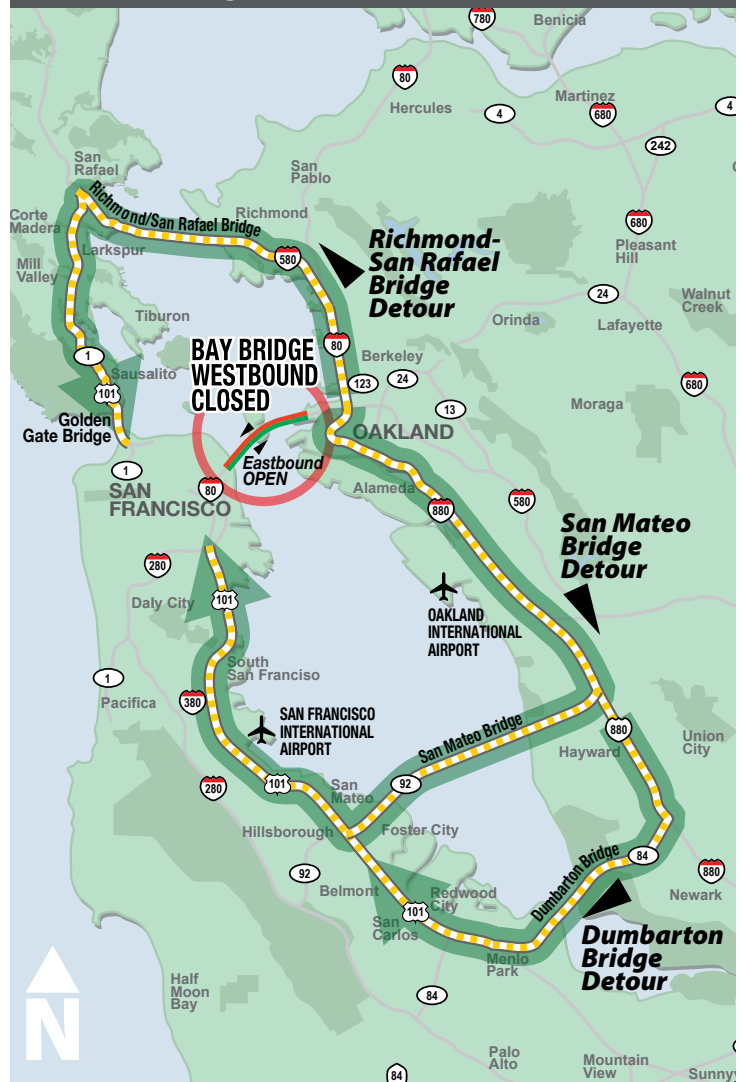 780
Benicia
80
Hercules
Martinez
4
680
4
242
San
Rafael
San
Pablo
Richmond/San Rafael Bridge
Richmond
Corte
Madera
Larkspur
580
Richmond-
San Rafael
Bridge
Detour
680
Pleasant
Hill
Mill
Valley
24
Walnut
Creek
Tiburon
Orinda
Lafayette
80
BAY BRIDGE
WESTBOUND
CLOSED
Berkeley
1
Sausalito
123
24
680
101
13
Moraga
Golden
Gate Bridge
OAKLAND
Eastbound
OPEN
1
SAN
FRANCISCO
80
Alameda
880
580
San Mateo
Bridge
Detour
280
Daly City
101
OAKLAND
INTERNATIONAL
AIRPORT
South
San Franciso
1
Pacifica
380
SAN FRANCISCO
INTERNATIONAL
AIRPORT
San Mateo Bridge
880
Union
City
Hayward
280
101
San
Mateo
92
Hillsborough
Foster City
92
Belmont
Dumbarton Bridge
84
880
Newark
Redwood
City
101
San
Carlos
Menlo
Park
Dumbarton
Bridge
Detour
Half
Moon
Bay
84
N
Palo
Alto
Mountain
View
84